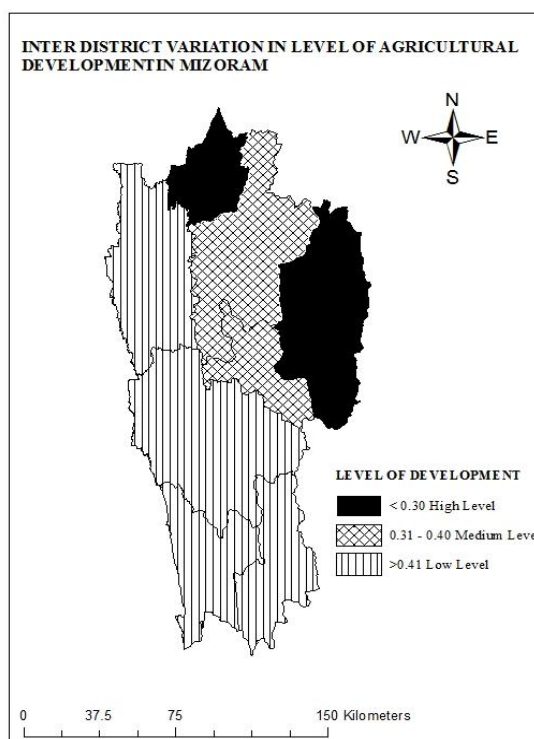 INTER DISTRICT VARIATION IN LEVEL OF AGRICULTURAL
DEVELOPMENTIN MIZORAM
N
W E
S
LEVEL OF DEVELOPMENT
< 0.30 High Level
0.31 - 0.40 Medium Level
>0.41 Low Level
0 37.5 75 150 Kilometers